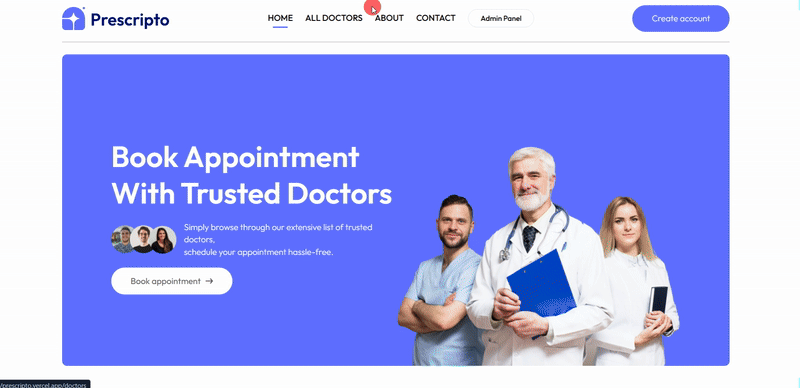 Prescripto
HOME
ALL DOCTORS
ABOUT
CONTACT
Admin Panel
Create account
Book Appointment
With Trusted Doctors
Simply browse through our extensive list of trusted
doctors,
schedule your appointment hassle-free.
Book appointment →
/prescripto.vercel.app/doctors